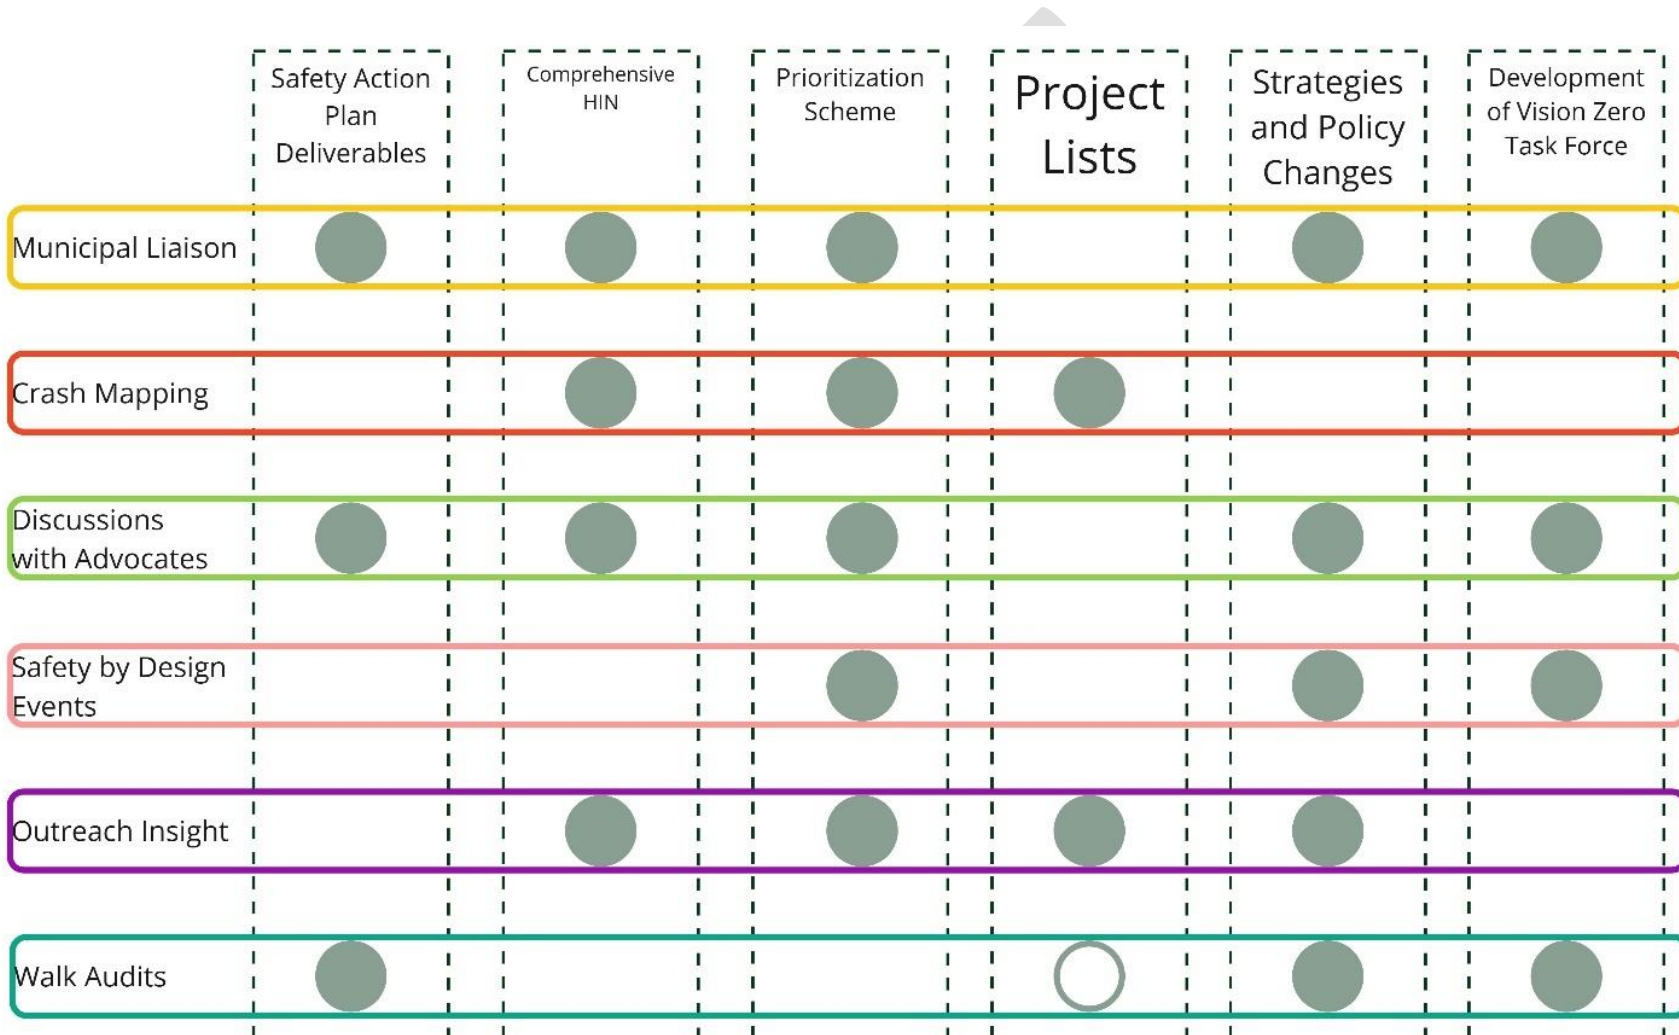 Safety Action
Plan
Deliverables
Comprehensive
HIN
Prioritization
Scheme
Project
Lists
Strategies
and Policy
Changes
Development
of Vision Zero
Task Force
Municipal Liaison
Crash Mapping
Discussions
with Advocates
Safety by Design
Events
Outreach Insight
Walk Audits